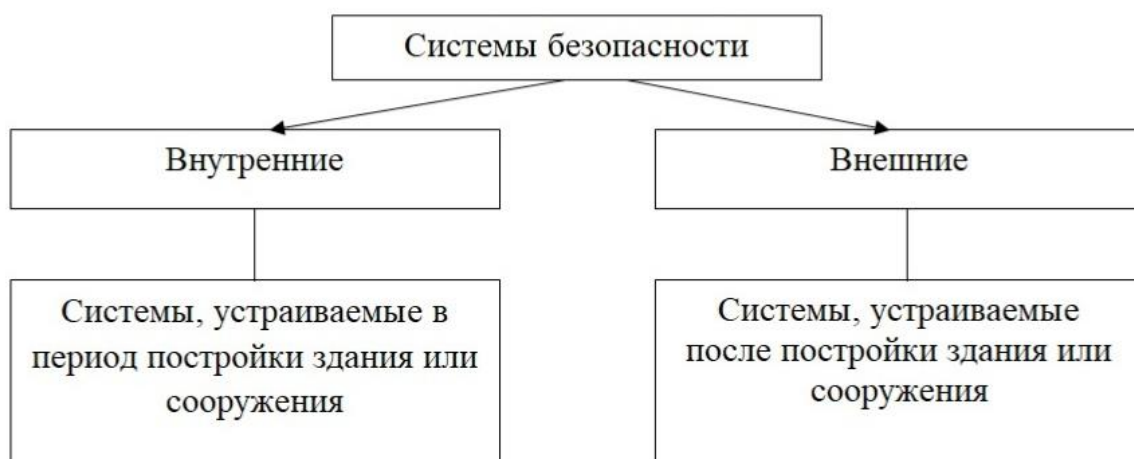 Системы безопасности
Внутренние
Внешние
Системы, устраиваемые в
период постройки здания или
сооружения
Системы, устраиваемые
после постройки здания или
сооружения